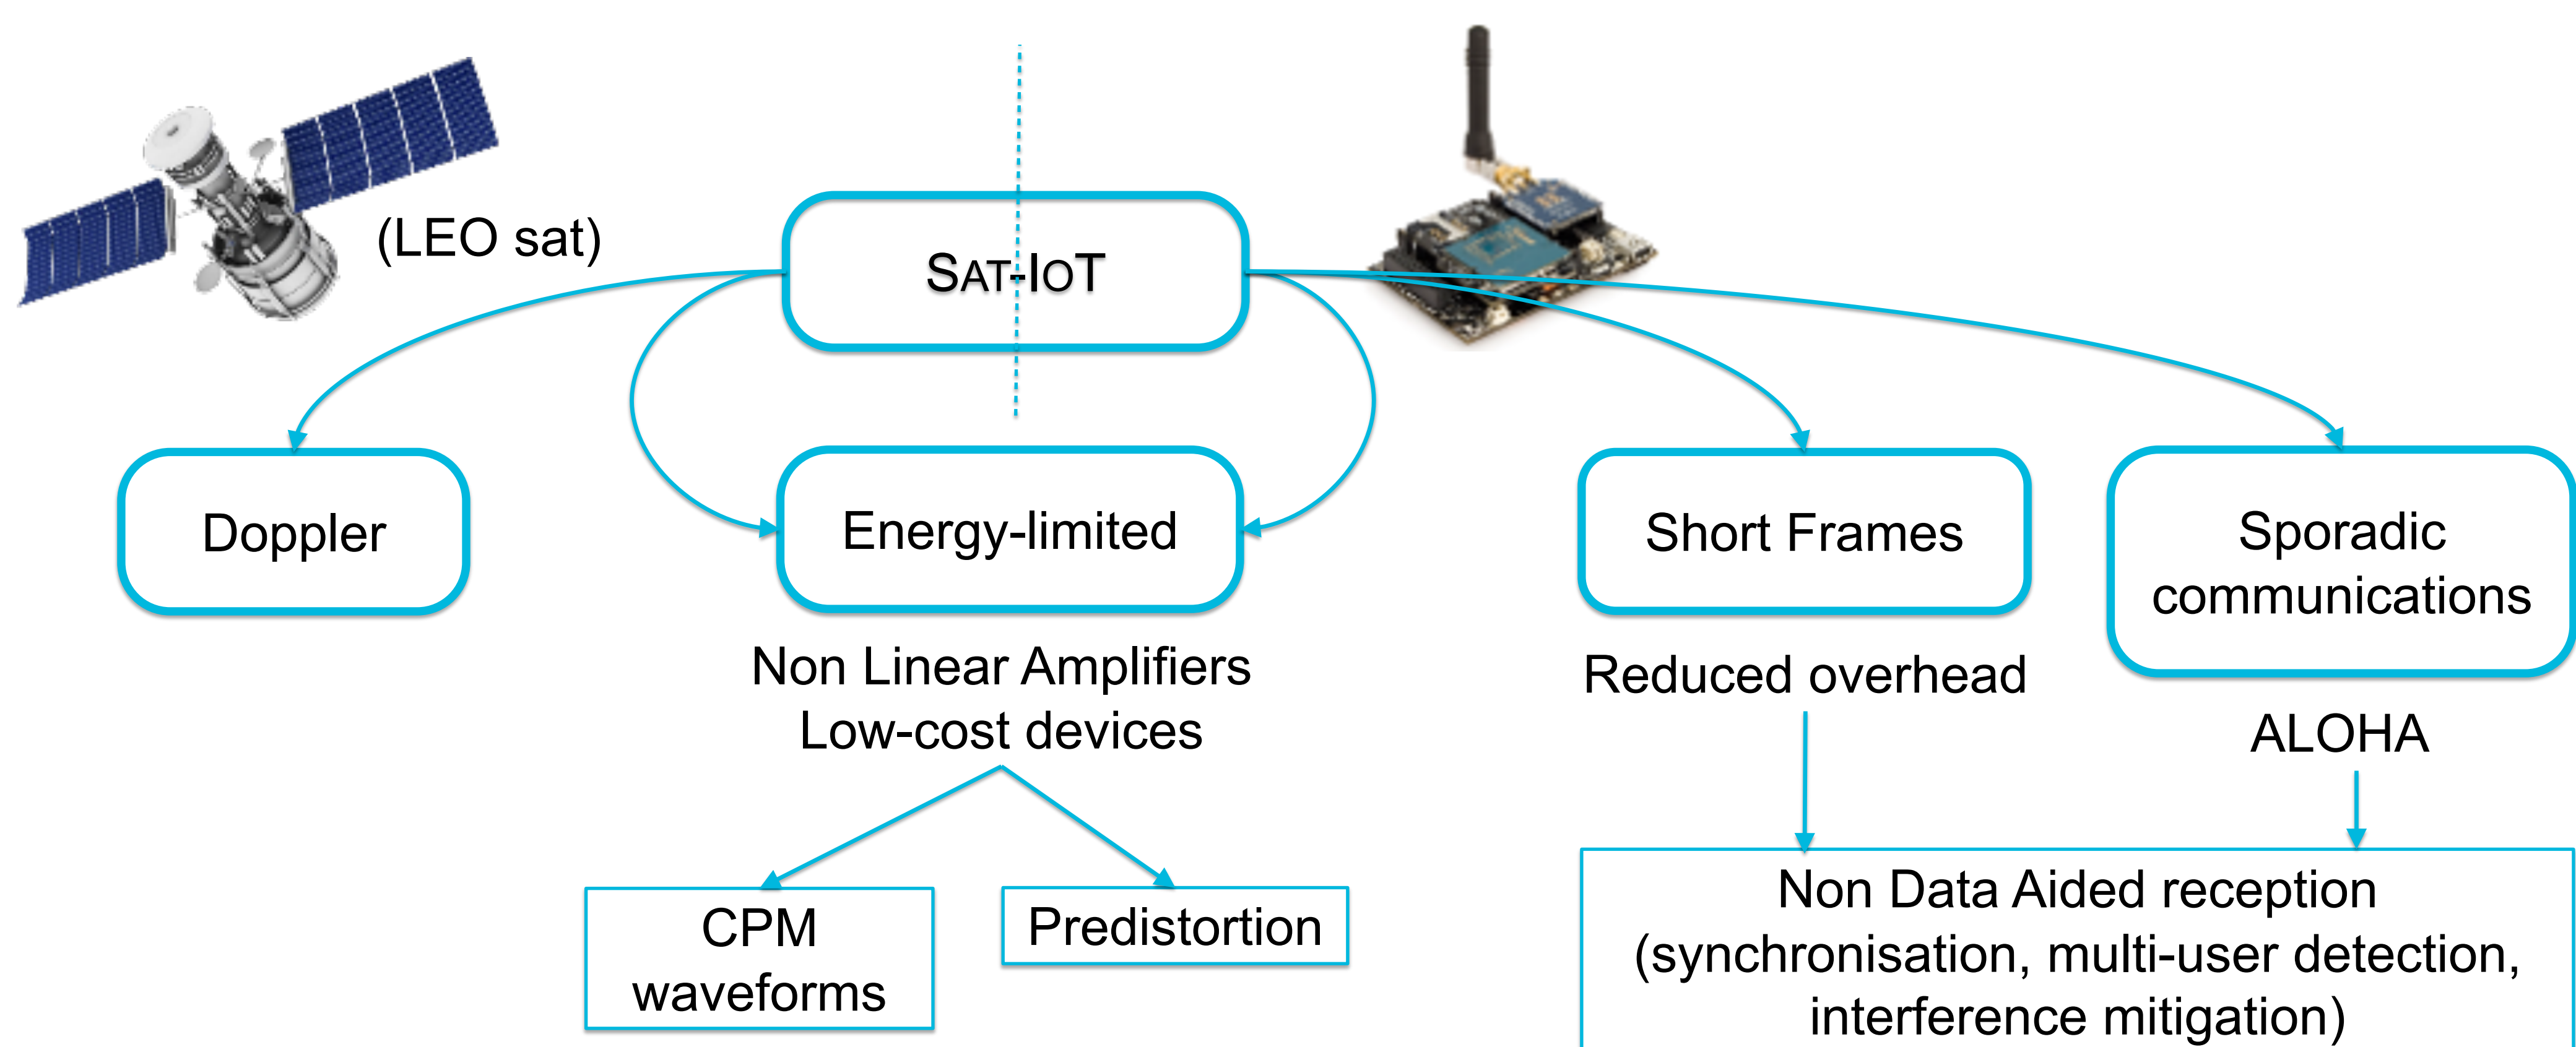 (LEO sat)
SAT-IOT
Doppler
Energy-limited
Short Frames
Sporadic
communications
Non Linear Amplifiers
Low-cost devices
Reduced overhead
ALOHA
CPM
waveforms
Predistortion
Non Data Aided reception
(synchronisation, multi-user detection,
interference mitigation)